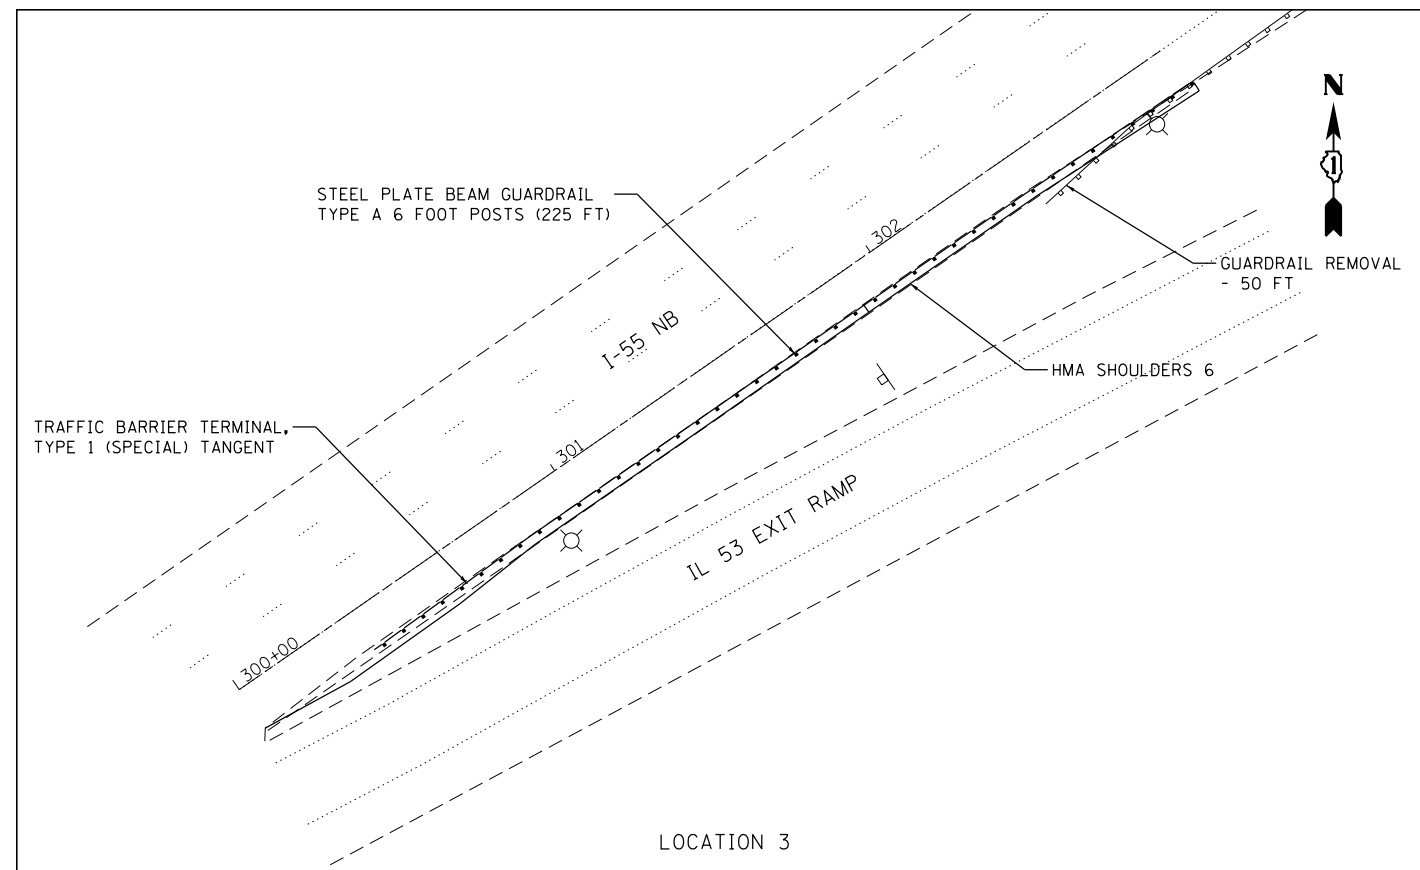 N
1
STEEL PLATE BEAM GUARDRAIL
TYPE A 6 FOOT POSTS (225 FT)
302
GUARDRAIL REMOVAL
- 50 FT
I-55 NB
HMA SHOULDERS 6
TRAFFIC BARRIER TERMINAL,
TYPE 1 (SPECIAL) TANGENT
301
IL 53 EXIT RAMP
300+00
LOCATION 3